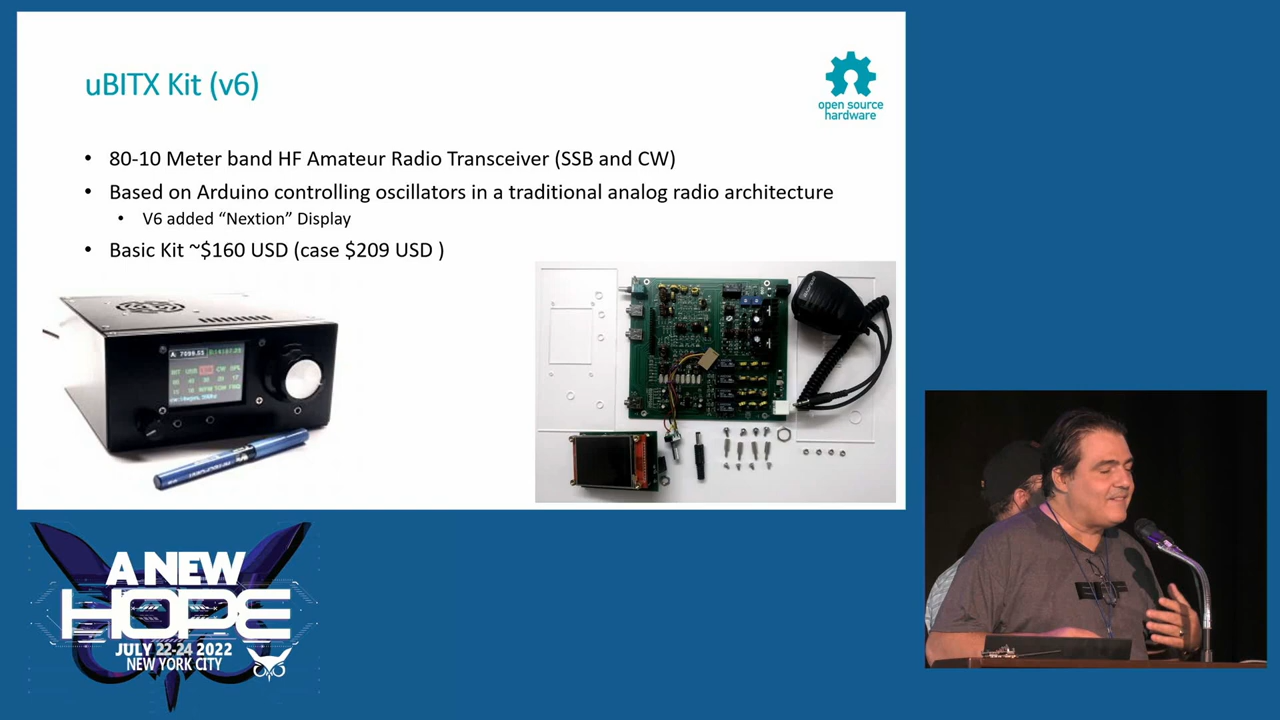 uBITX Kit (v6)
open source
hardware
• 80-10 Meter band HF Amateur Radio Transceiver (SSB and CW)
• Based on Arduino controlling oscillators in a traditional analog radio architecture
• V6 added “Nextion” Display
• Basic Kit ~$160 USD (case $209 USD )
A NEW
HOPE
JULY 22-24 2022
NEW YORK CITY
EFF